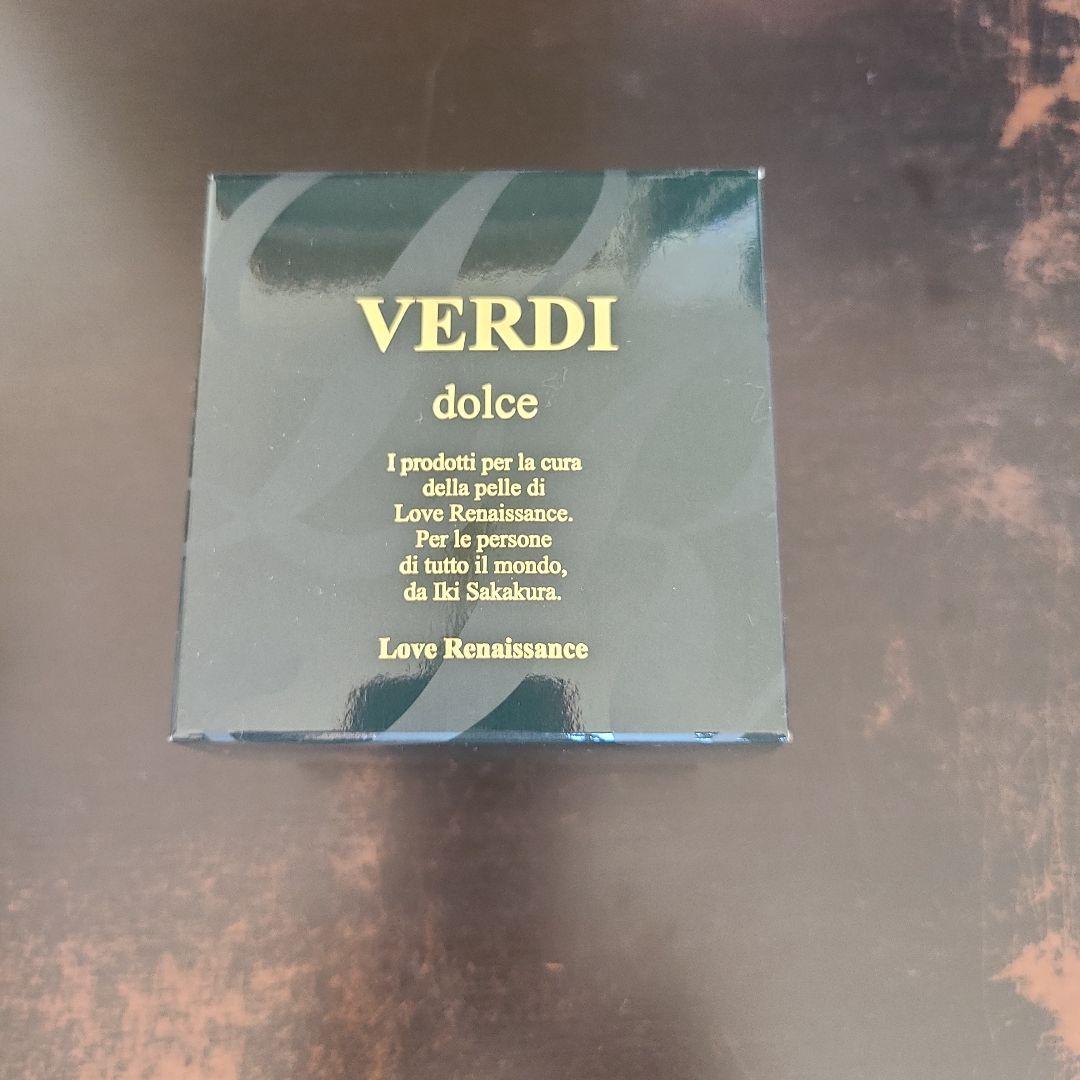 VERDI
dolce
I prodotti per la cura
della pelle di
Love Renaissance.
Per le persone
di tutto il mondo,
da Iki Sakakura.
Love Renaissance